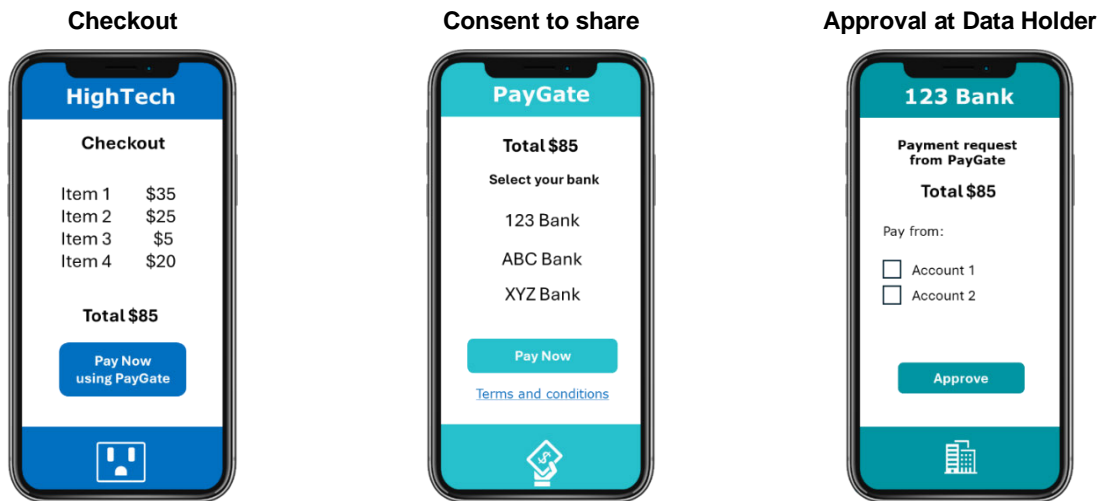 Checkout
HighTech
Checkout
Item 1 $35
Item 2 $25
Item 3 $5
Item 4 $20
Total $85
Pay Now
using PayGate
Consent to share
PayGate
Total $85
Select your bank
123 Bank
ABC Bank
XYZ Bank
Pay Now
Terms and conditions
$
Approval at Data Holder
123 Bank
Payment request
from PayGate
Total $85
Pay from:
Account 1
Account 2
Approve